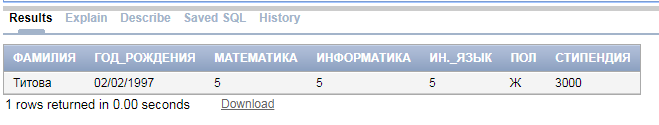 Results Explain Describe Saved SQL History
ФАМИЛИЯ ГОД_РОЖДЕНИЯ МАТЕМАТИКА ИНФОРМАТИКА ИН._ЯЗЫК ПОЛ СТИПЕНДИЯ
Титова 02/02/1997 5 5 5 Ж 3000
1 rows returned in 0.00 seconds Download